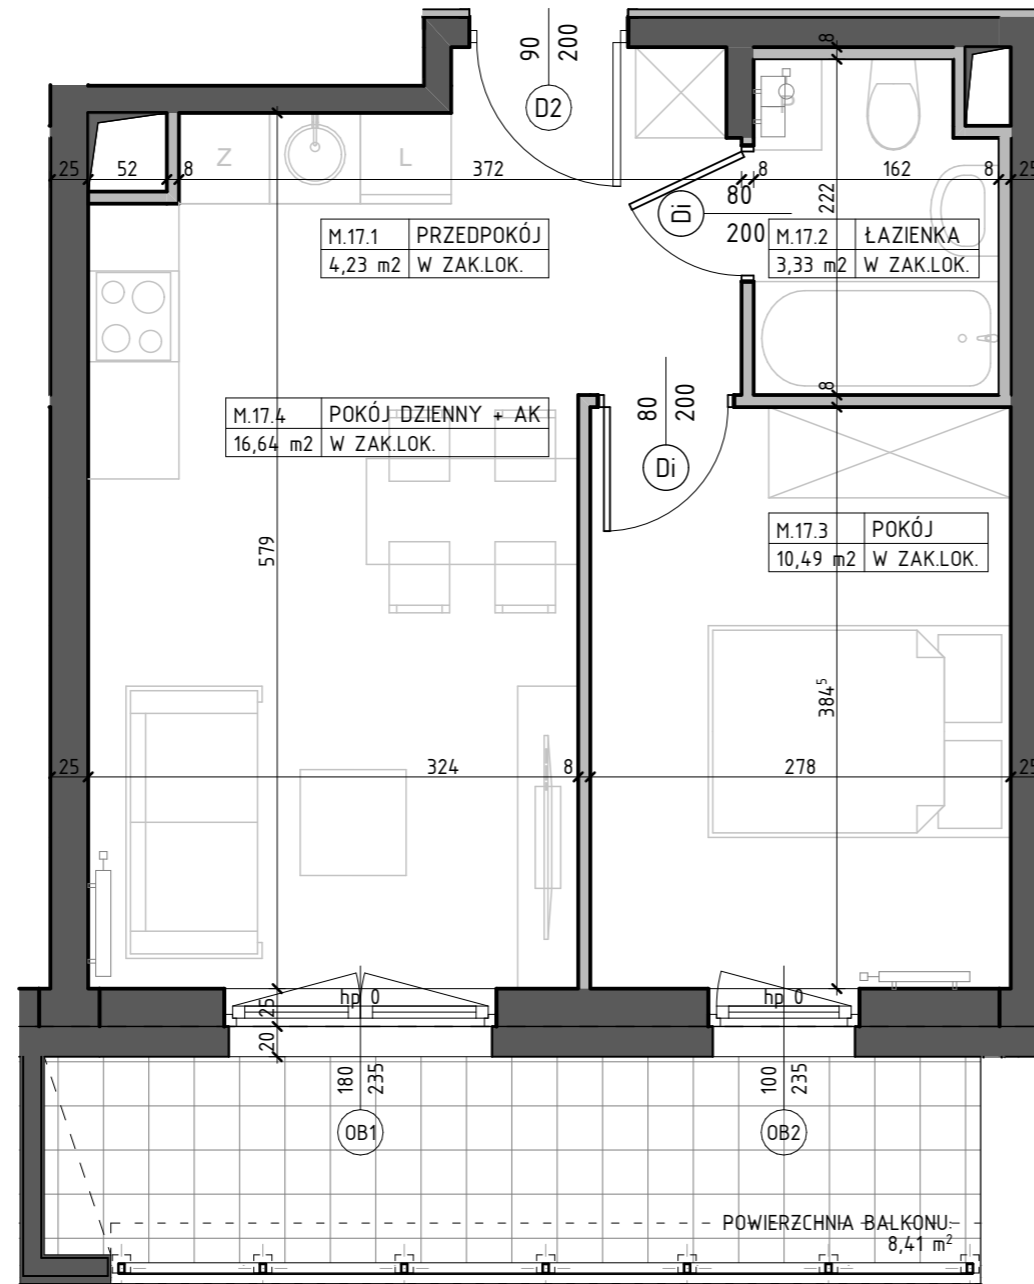 90
200
D2
8
Z
L
25
52
8
372
8
162
8
25
222
80
200
Di
M.17.1 PRZEDPOKÓJ
4,23 m2 W ZAK.LOK.
M.17.2 ŁAZIENKA
3,33 m2 W ZAK.LOK.
8
80
200
Di
M.17.4 POKÓJ DZIENNY + AK
16,64 m2 W ZAK.LOK.
M.17.3 POKÓJ
10,49 m2 W ZAK.LOK.
579
384⁵
25
324
8
278
25
hp 0
hp 0
25
20
180
235
100
235
OB1
OB2
POWIERZCHNIA BALKONU:
8,41 m²